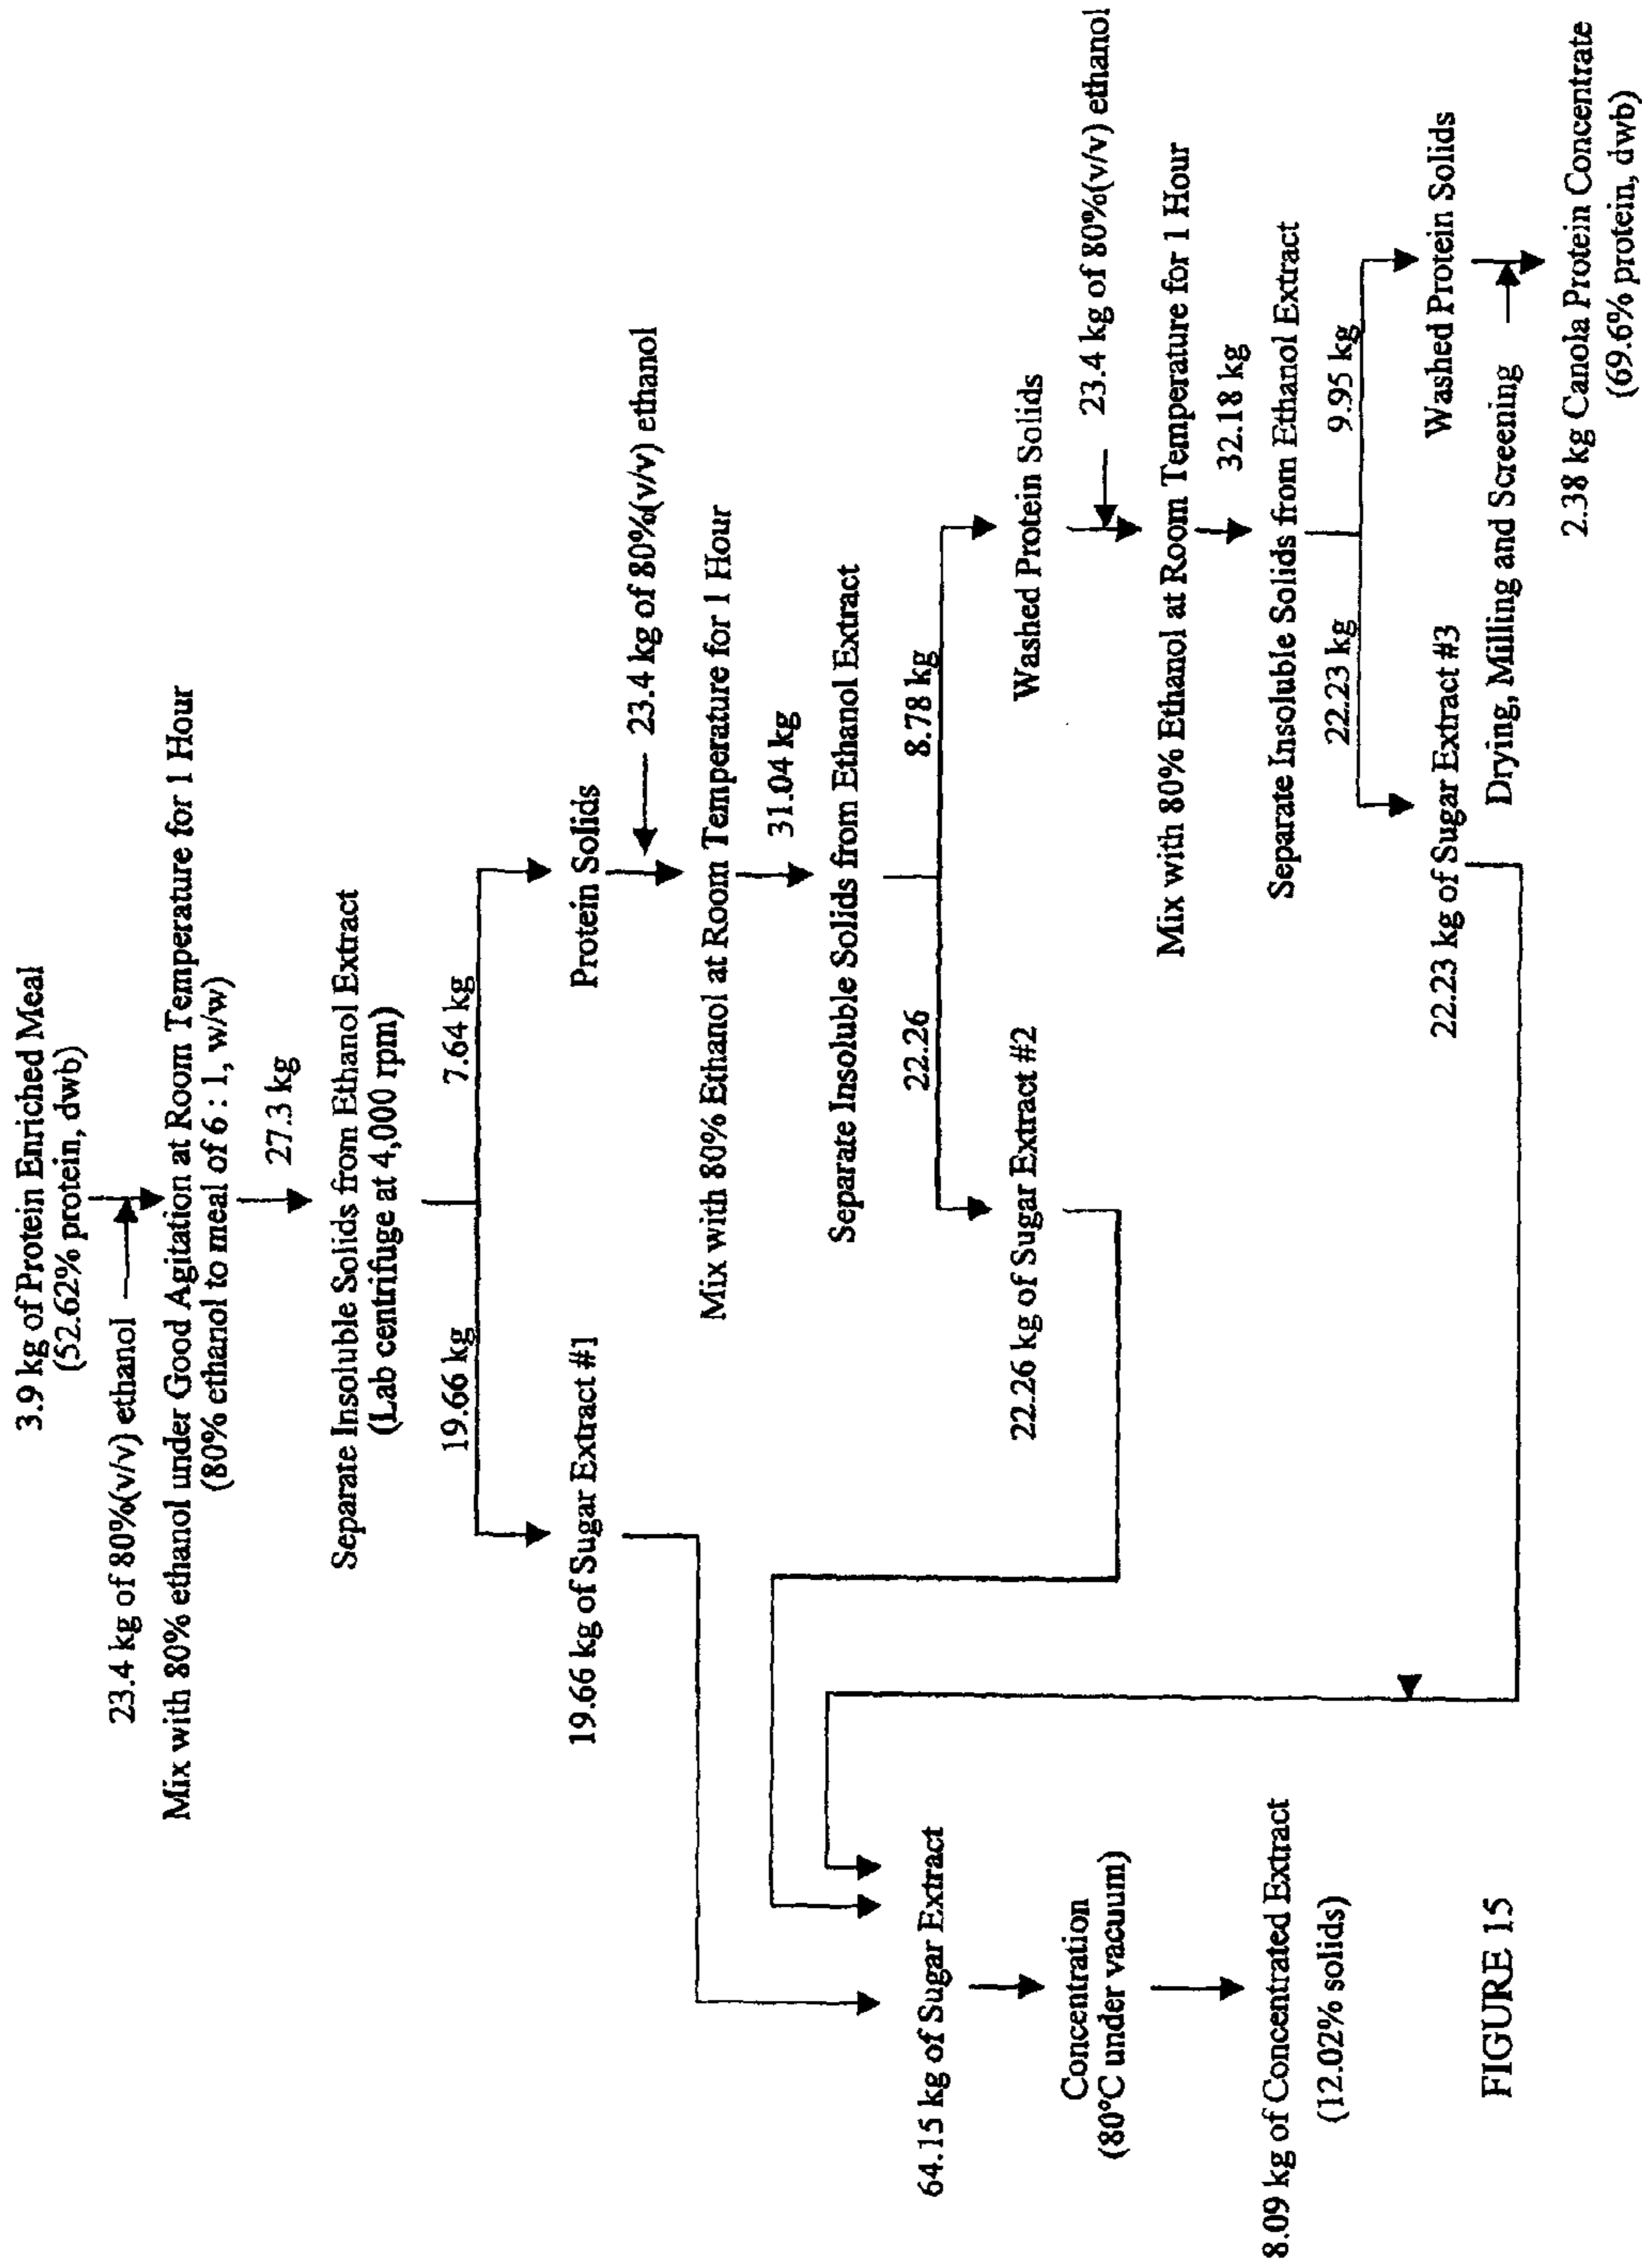 3.9 kg of Protein Enriched Meal
(52.62% protein, dwb)
23.4 kg of 80%(v/v) ethanol
Mix with 80% ethanol under Good Agitation at Room Temperature for 1 Hour
(80% ethanol to meal of 6 : 1, w/w)
27.3 kg
Separate Insoluble Solids from Ethanol Extract
(Lab centrifuge at 4,000 rpm)
19.66 kg
7.64 kg
19.66 kg of Sugar Extract #1
Protein Solids
23.4 kg of 80%(v/v) ethanol
Mix with 80% Ethanol at Room Temperature for 1 Hour
31.04 kg
Separate Insoluble Solids from Ethanol Extract
22.26
8.78 kg
22.26 kg of Sugar Extract #2
Washed Protein Solids
23.4 kg of 80%(v/v) ethanol
Mix with 80% Ethanol at Room Temperature for 1 Hour
32.18 kg
Separate Insoluble Solids from Ethanol Extract
22.23 kg
9.95 kg
22.23 kg of Sugar Extract #3
Washed Protein Solids
Drying, Milling and Screening
2.38 kg Canola Protein Concentrate
(69.6% protein, dwb)
64.15 kg of Sugar Extract
Concentration
(80°C under vacuum)
8.09 kg of Concentrated Extract
(12.02% solids)
FIGURE 15